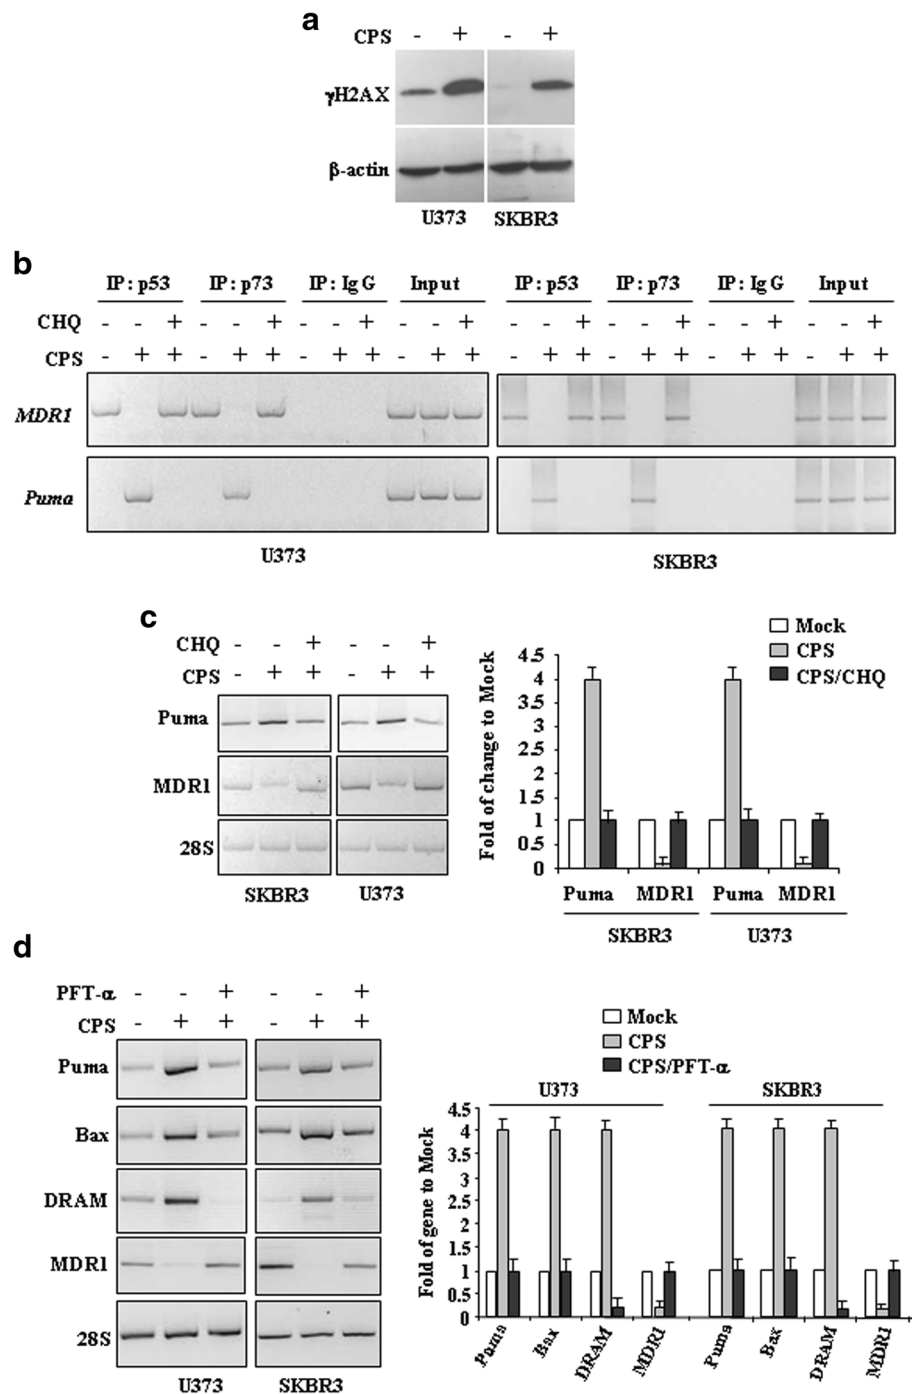 a
CPS - + - +
γH2AX
β-actin
U373 SKBR3
b
IP: p53 IP: p73 IP: IgG Input IP: p53 IP: p73 IP: IgG Input
CHQ - - + - - + - - + - - + - - + - - + - - + - - +
CPS - + + - + + - + + - + + - + + - + + - + + - + +
MDR1
Puma
U373 SKBR3
c
CHQ - - + - - +
CPS - + + - + +
Puma
MDR1
28S
SKBR3 U373
Mock
CPS
CPS/CHQ
Fold of change to Mock
4.5
4
3.5
3
2.5
2
1.5
1
0.5
0
Puma MDR1 Puma MDR1
SKBR3 U373
d
PFT-α - - + - - +
CPS - + + - + +
Puma
Bax
DRAM
MDR1
28S
U373 SKBR3
Mock
CPS
CPS/PFT-α
U373 SKBR3
Fold of gene to Mock
4.5
4
3.5
3
2.5
2
1.5
1
0.5
0
Puma Bax DRAM MDR1 Puma Bax DRAM MDR1